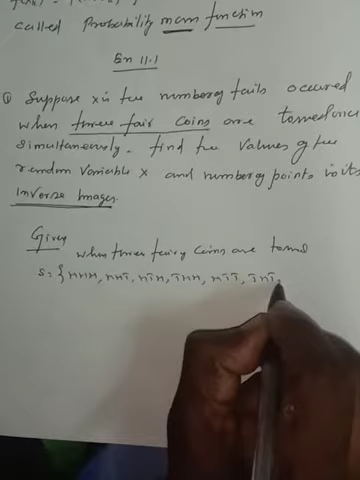 called Probability mass function
Ex 11.1
① Suppose x is the number of tails occured
when three fair coins are tossed once
simultaneously. find the values of the
random variable x and number of points in its
Inverse Images.
Given
when three fairy coins are tomed
S = { HHH, HHT, HTH, THH, HTT, THT,